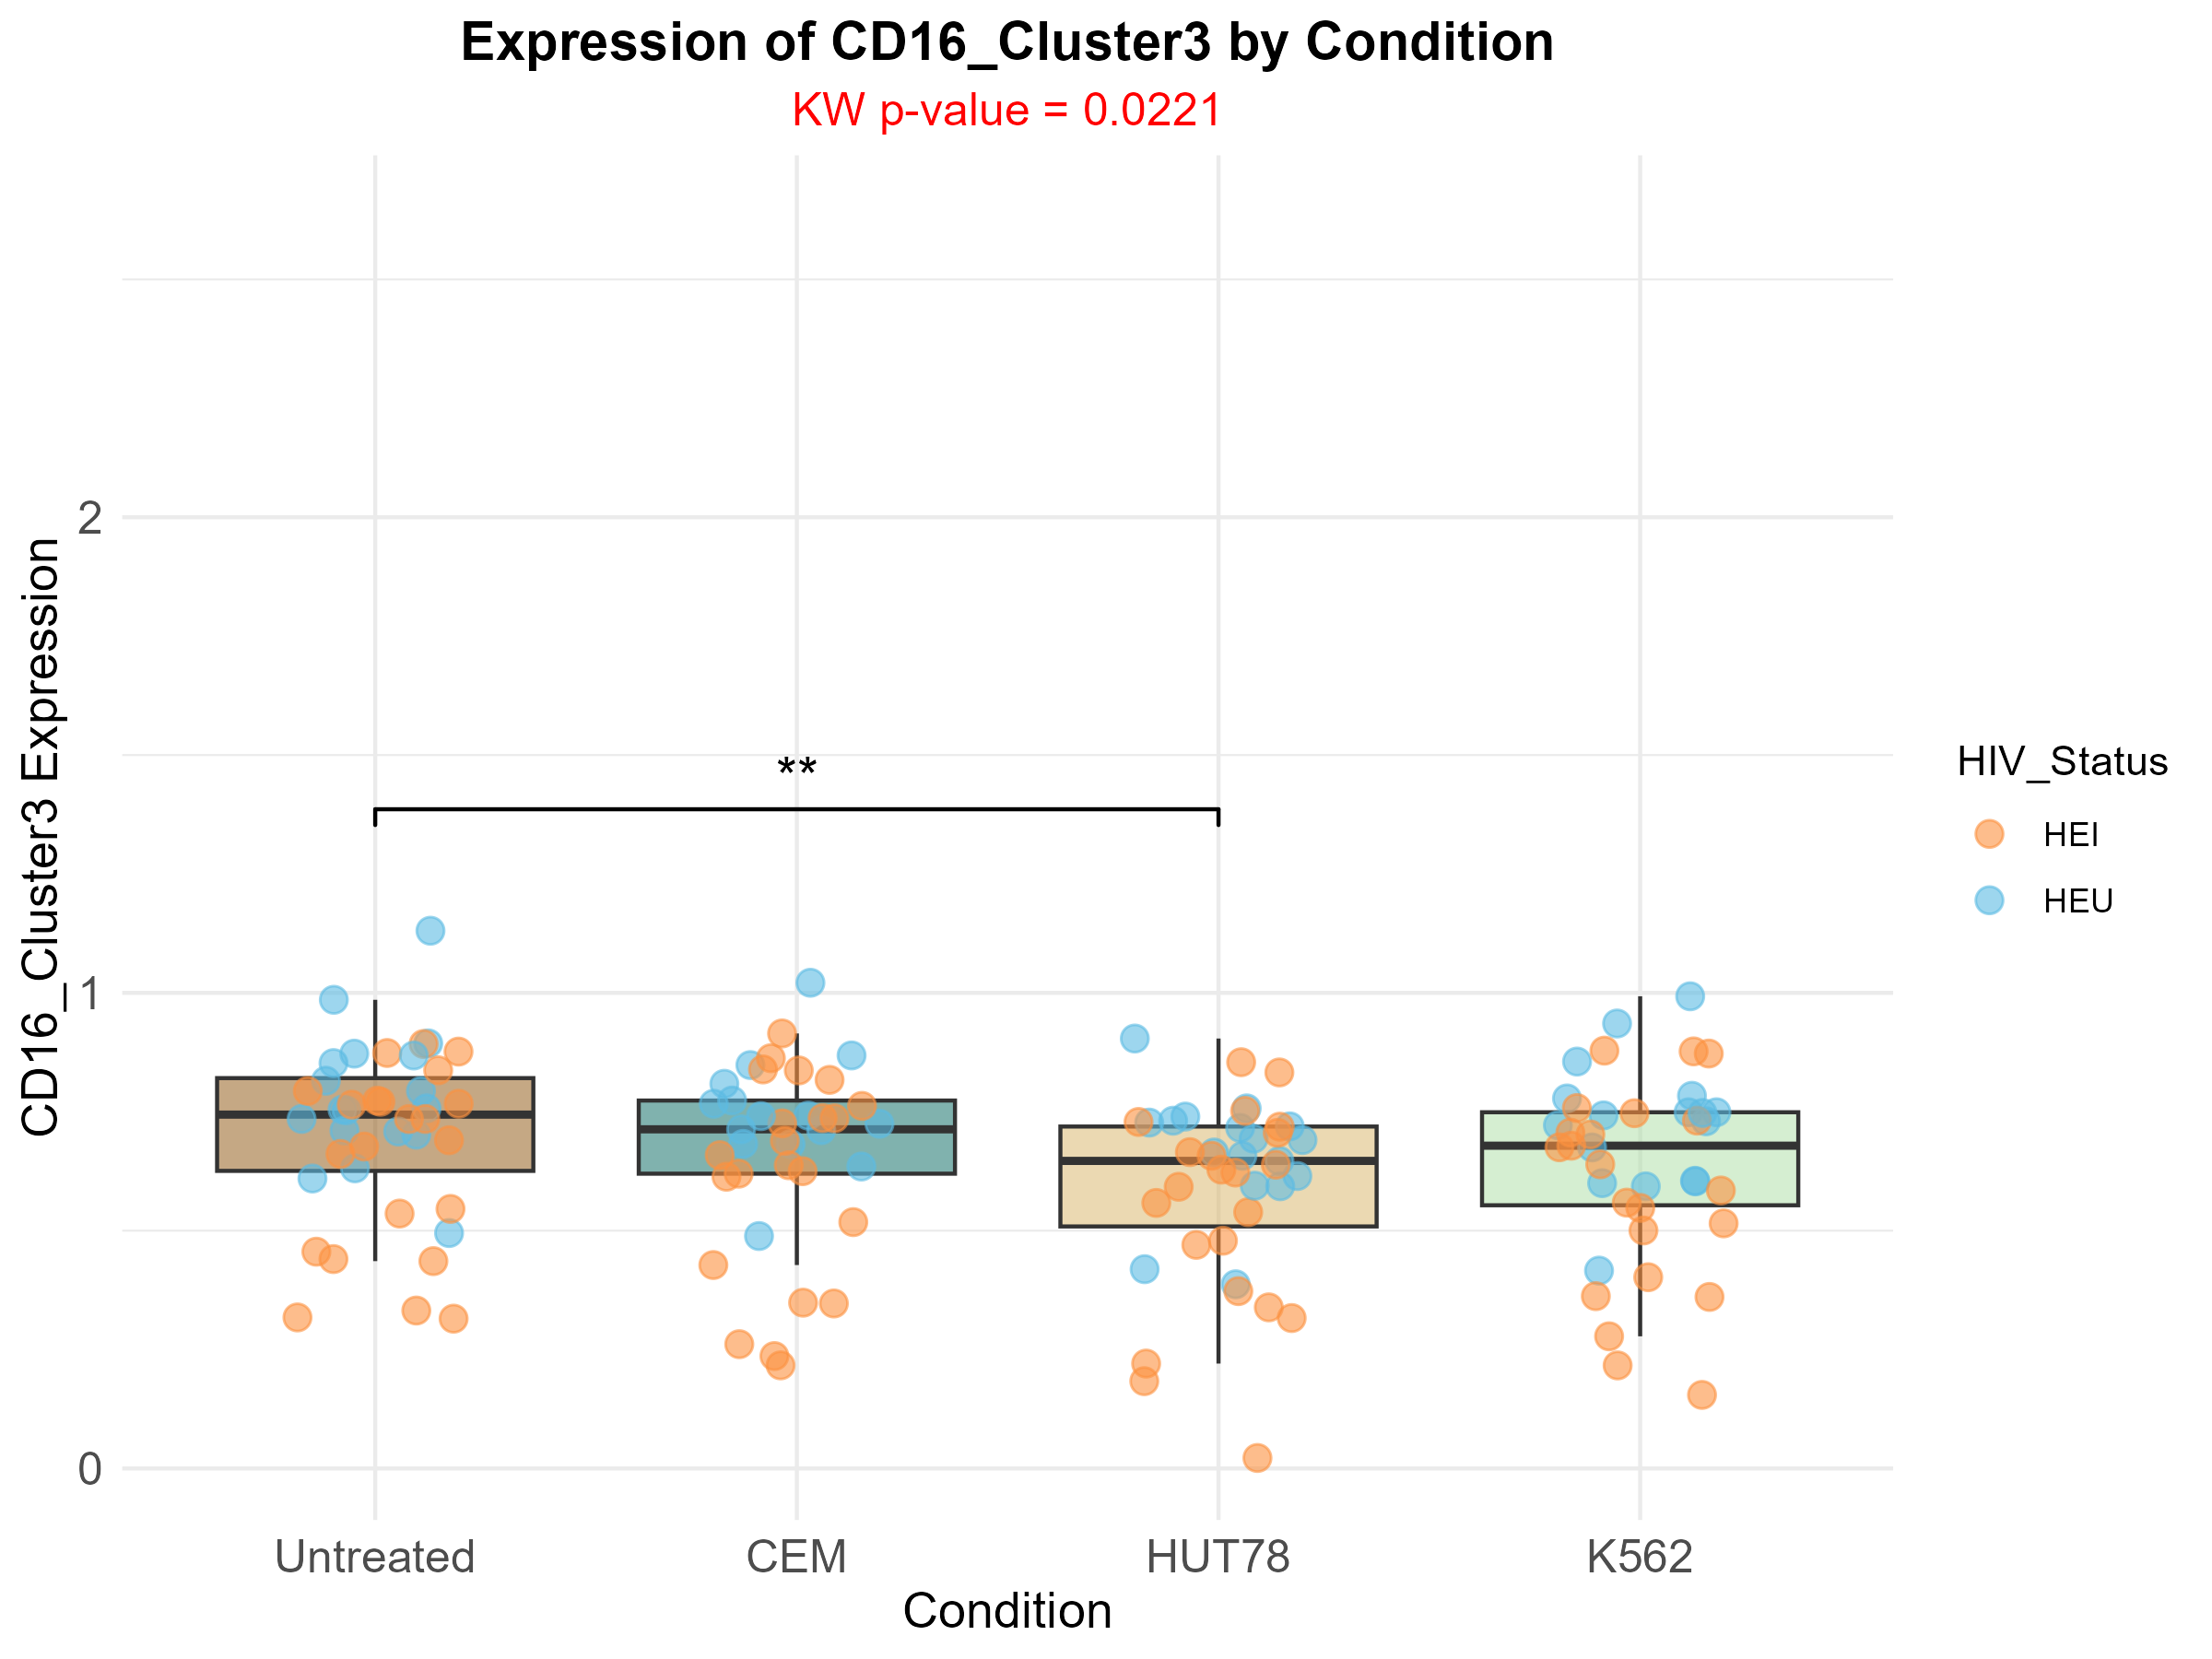 Expression of CD16_Cluster3 by Condition
KW p-value = 0.0221
CD16_Cluster3 Expression
2
1
0
**
Untreated
CEM
HUT78
K562
Condition
HIV_Status
HEI
HEU